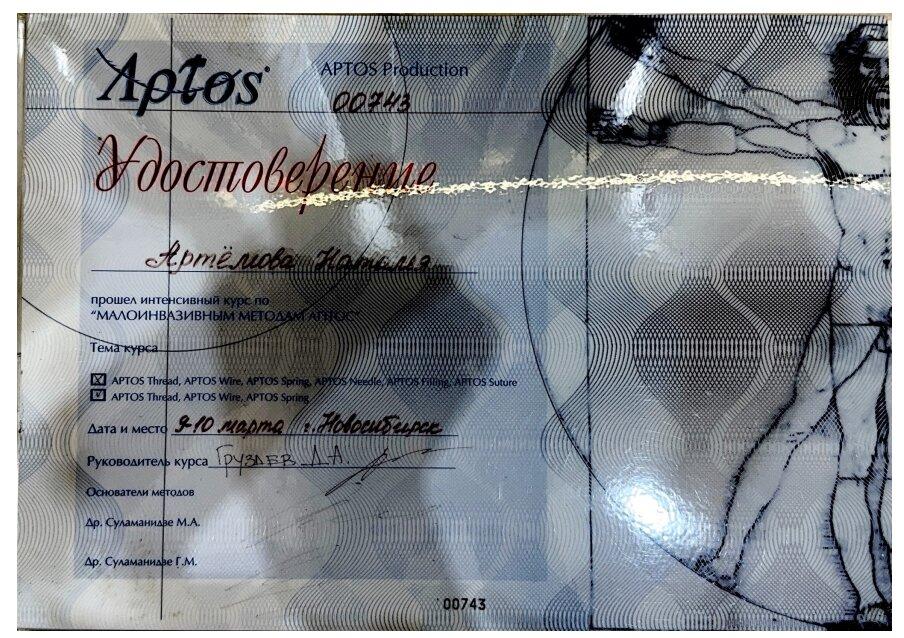 Aptos
APTOS Production
00743
Удостоверение
Артёмова Наталия
прошел интенсивный курс по
"МАЛОИНВАЗИВНЫМ МЕТОДАМ АПТОС"
Тема курса
X APTOS Thread, APTOS Wire, APTOS Spring, APTOS Needle, APTOS Filling, APTOS Suture
v APTOS Thread, APTOS Wire, APTOS Spring
Дата и место 9-10 марта г. Новосибирск
Руководитель курса Груздев Д.А.
Основатели методов
Др. Суламанидзе М.А.
Др. Суламанидзе Г.М.
00743